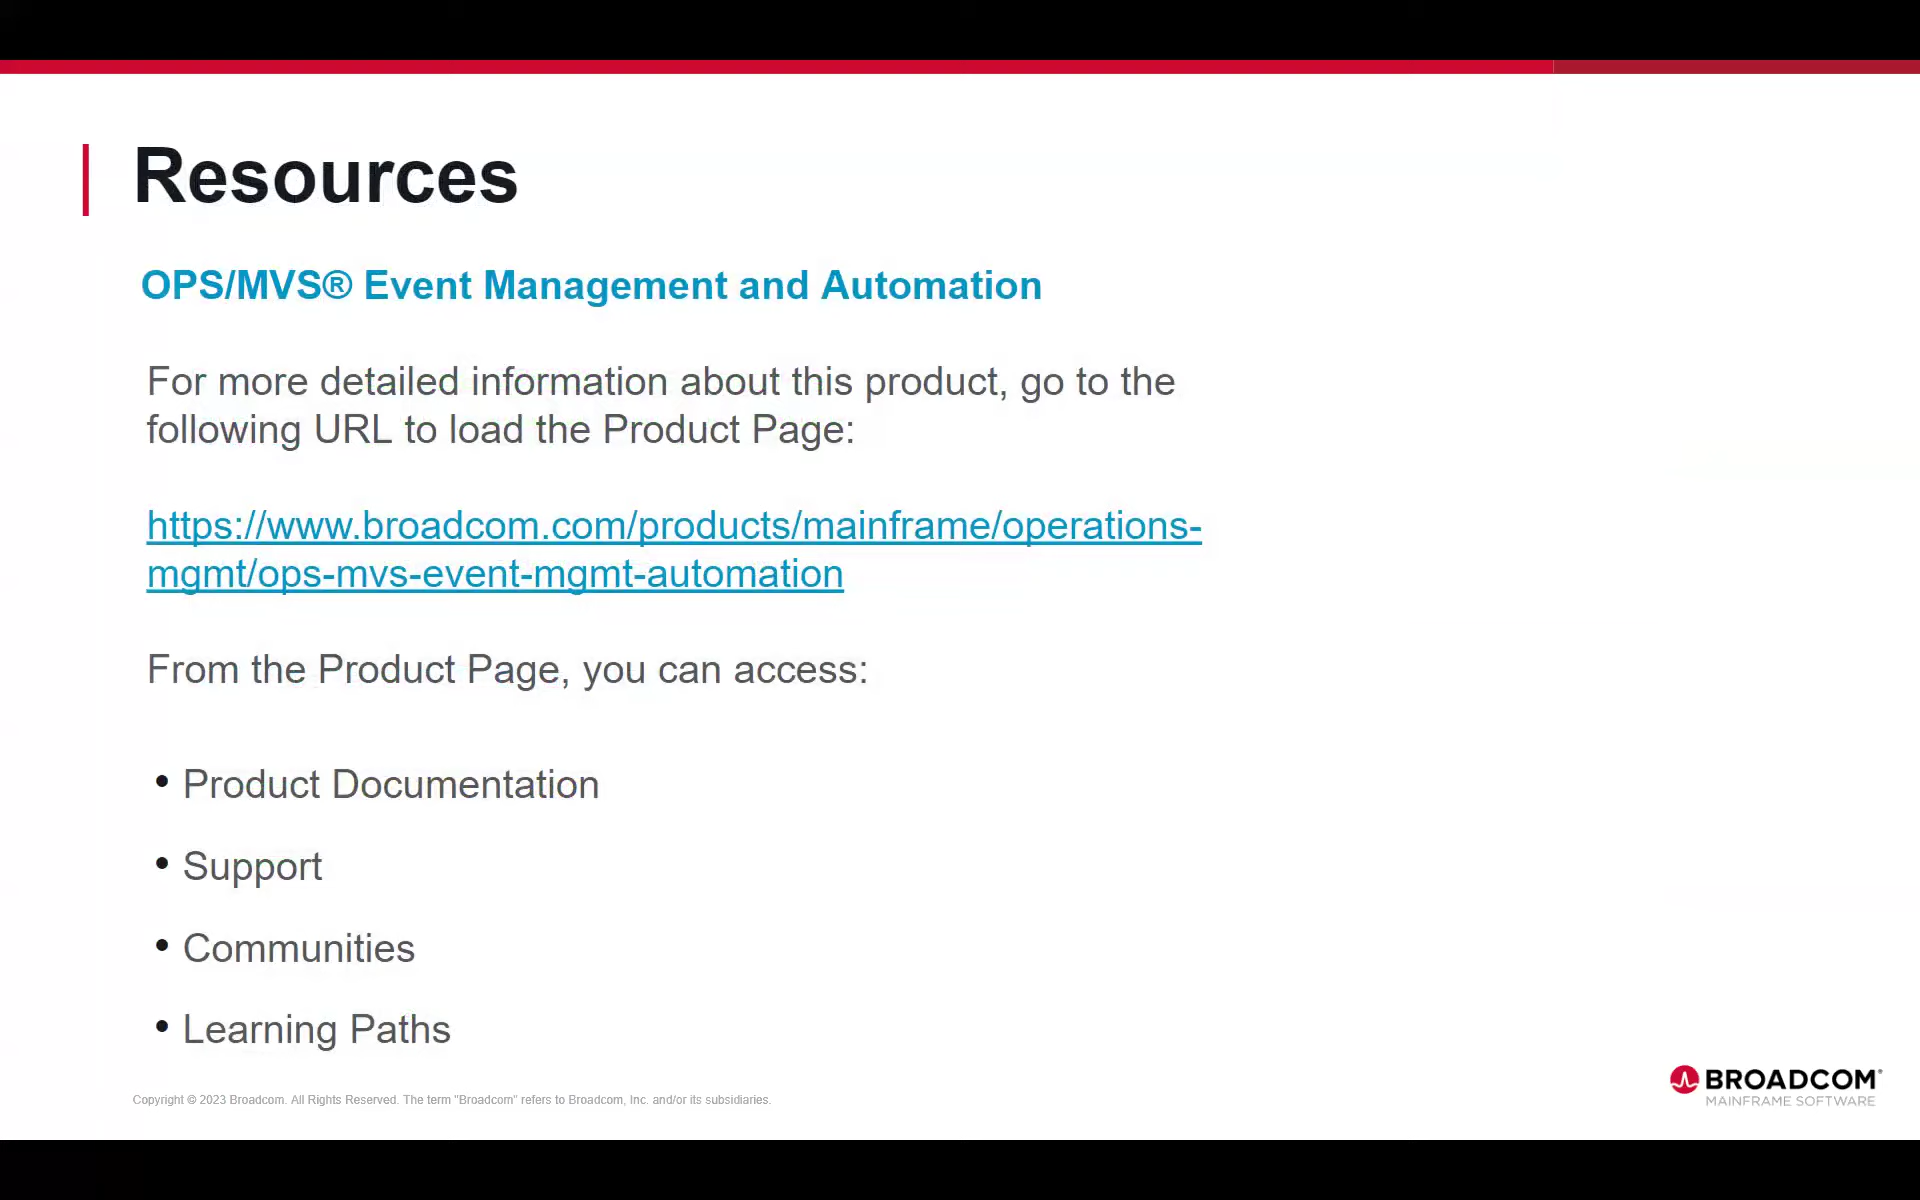 Resources
OPS/MVS® Event Management and Automation
For more detailed information about this product, go to the
following URL to load the Product Page:
https://www.broadcom.com/products/mainframe/operations-
mgmt/ops-mvs-event-mgmt-automation
From the Product Page, you can access:
• Product Documentation
• Support
• Communities
• Learning Paths
Copyright © 2023 Broadcom. All Rights Reserved. The term "Broadcom" refers to Broadcom, Inc. and/or its subsidiaries.
BROADCOM®
MAINFRAME SOFTWARE